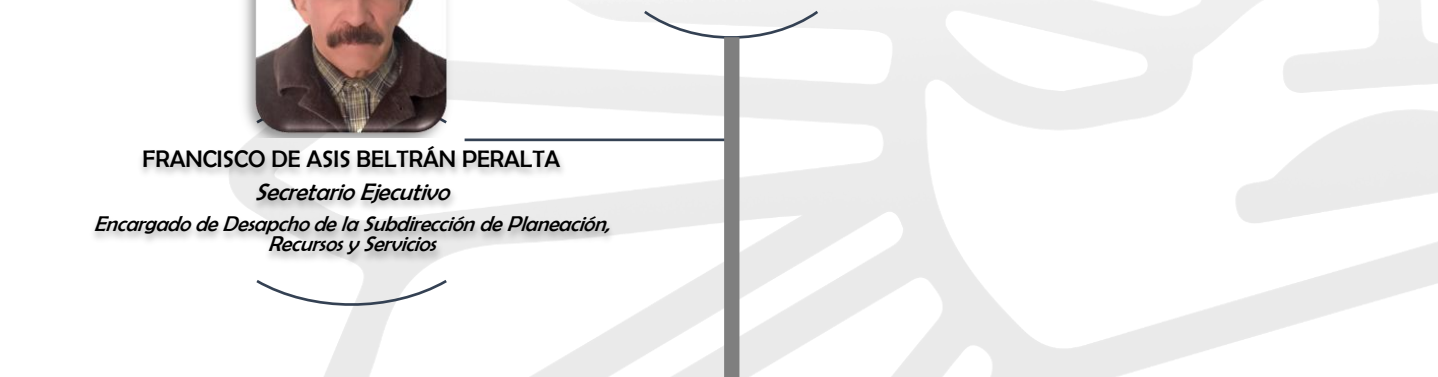 FRANCISCO DE ASIS BELTRÁN PERALTA
Secretario Ejecutivo
Encargado de Desapcho de la Subdirección de Planeación,
Recursos y Servicios